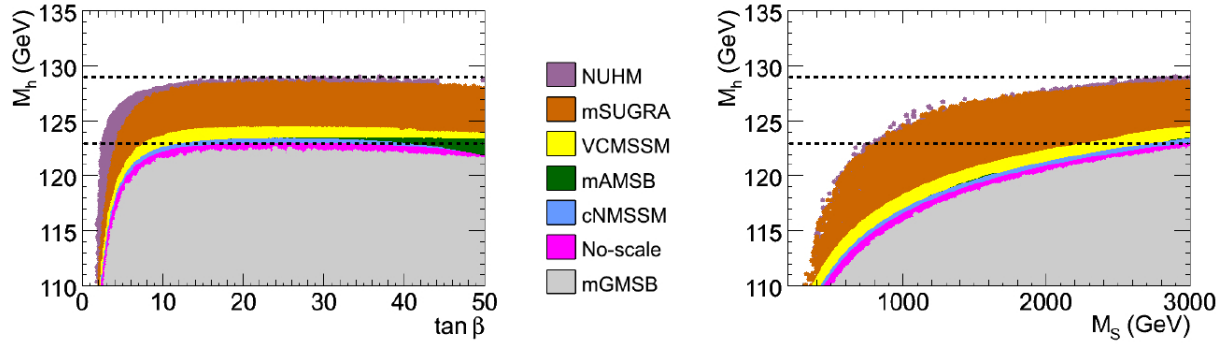 M_h (GeV)
135
130
125
120
115
110
0
10
20
30
40
50
tan β
NUHM
mSUGRA
VCMSSM
mAMSB
cNMSSM
No-scale
mGMSB
M_h (GeV)
135
130
125
120
115
110
1000
2000
3000
M_S (GeV)